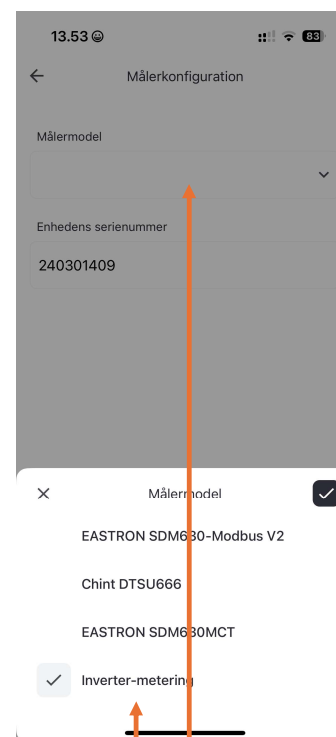 13.53
83
Målerkonfiguration
Målermodel
Enhedens serienummer
240301409
Målermodel
EASTRON SDM630-Modbus V2
Chint DTSU666
EASTRON SDM630MCT
Inverter-metering